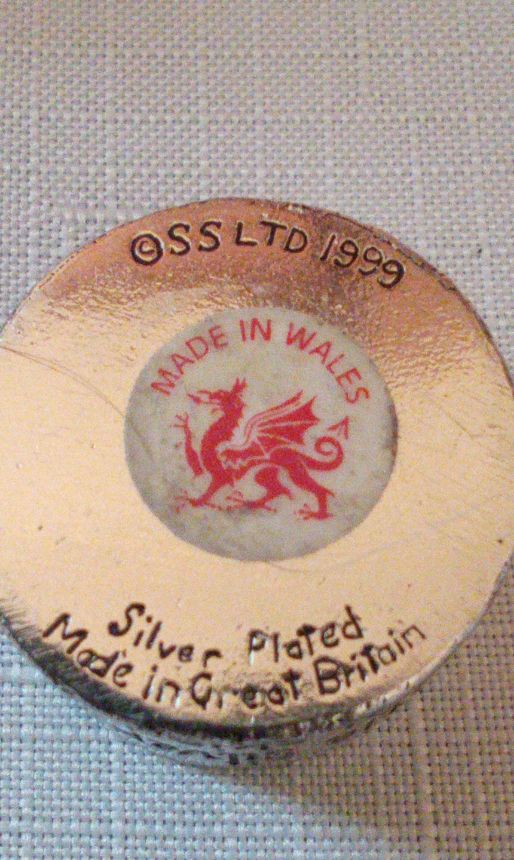 ©SS LTD 1999
MADE IN WALES
Silver Plated
Made in Great Britain